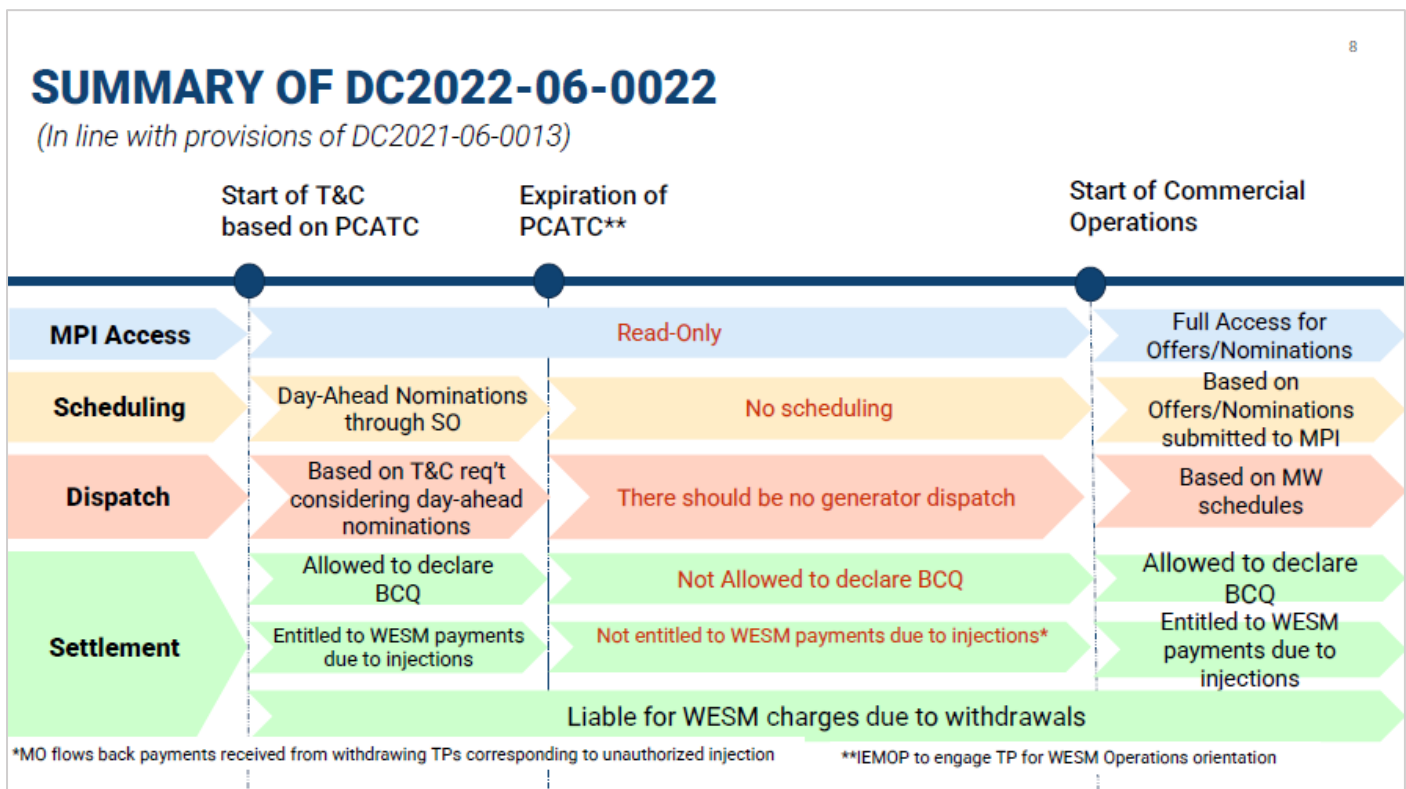 8
SUMMARY OF DC2022-06-0022
(In line with provisions of DC2021-06-0013)
Start of T&C
based on PCATC
Expiration of
PCATC**
Start of Commercial
Operations
MPI Access
Read-Only
Full Access for
Offers/Nominations
Scheduling
Day-Ahead Nominations
through SO
No scheduling
Based on
Offers/Nominations
submitted to MPI
Dispatch
Based on T&C req't
considering day-ahead
nominations
There should be no generator dispatch
Based on MW
schedules
Settlement
Allowed to declare
BCQ
Not Allowed to declare BCQ
Allowed to declare
BCQ
Entitled to WESM payments
due to injections
Not entitled to WESM payments due to injections*
Entitled to WESM
payments due to
injections
Liable for WESM charges due to withdrawals
*MO flows back payments received from withdrawing TPs corresponding to unauthorized injection
**IEMOP to engage TP for WESM Operations orientation